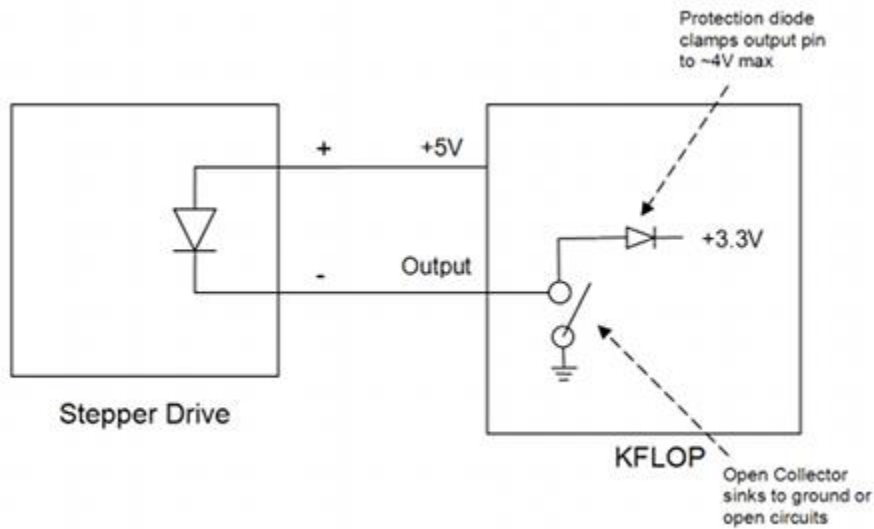 Protection diode
clamps output pin
to ~4V max
+
+5V
+3.3V
-
Output
Stepper Drive
KFLOP
Open Collector
sinks to ground or
open circuits